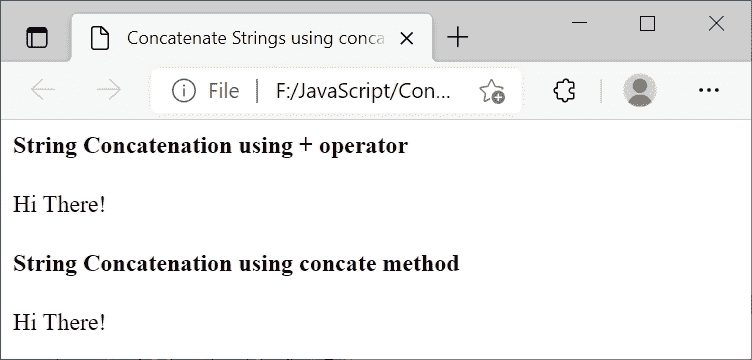 Concatenate Strings using conca
File | F:/JavaScript/Con...
String Concatenation using + operator
Hi There!
String Concatenation using concate method
Hi There!